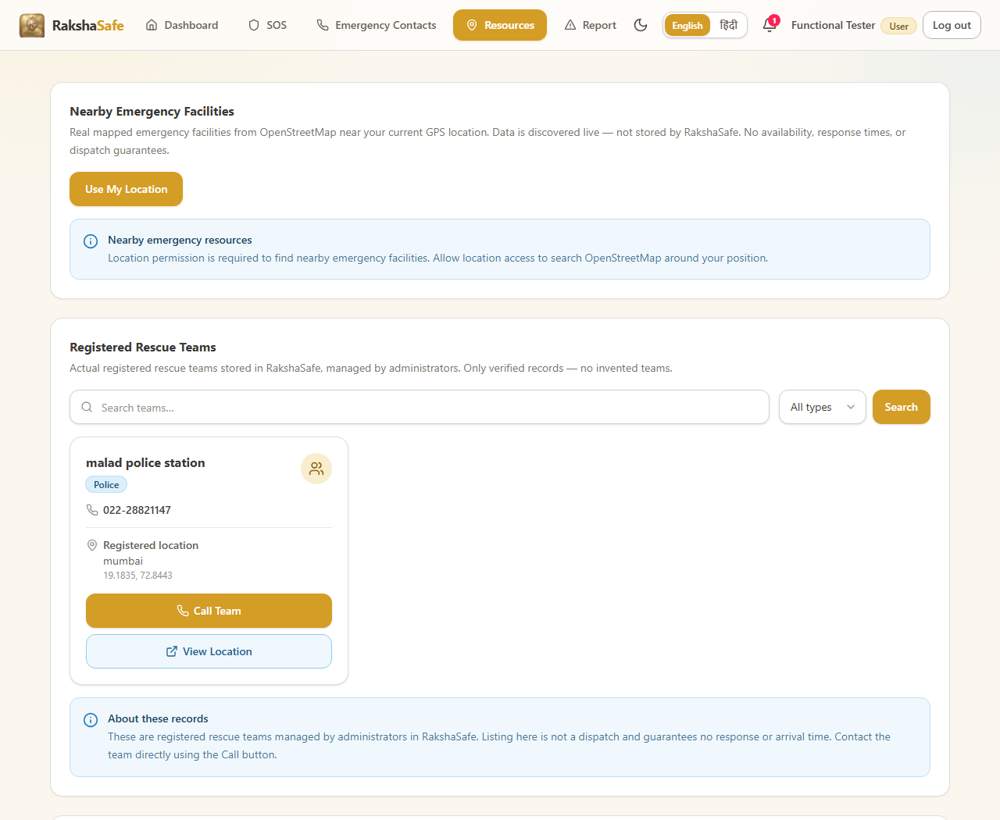 RakshaSafe
Dashboard
SOS
Emergency Contacts
Resources
Report
English
हिंदी
1
Functional Tester
User
Log out
Nearby Emergency Facilities
Real mapped emergency facilities from OpenStreetMap near your current GPS location. Data is discovered live — not stored by RakshaSafe. No availability, response times, or
dispatch guarantees.
Use My Location
Nearby emergency resources
Location permission is required to find nearby emergency facilities. Allow location access to search OpenStreetMap around your position.
Registered Rescue Teams
Actual registered rescue teams stored in RakshaSafe, managed by administrators. Only verified records — no invented teams.
Search teams...
All types
Search
malad police station
Police
022-28821147
Registered location
mumbai
19.1835, 72.8443
Call Team
View Location
About these records
These are registered rescue teams managed by administrators in RakshaSafe. Listing here is not a dispatch and guarantees no response or arrival time. Contact the
team directly using the Call button.